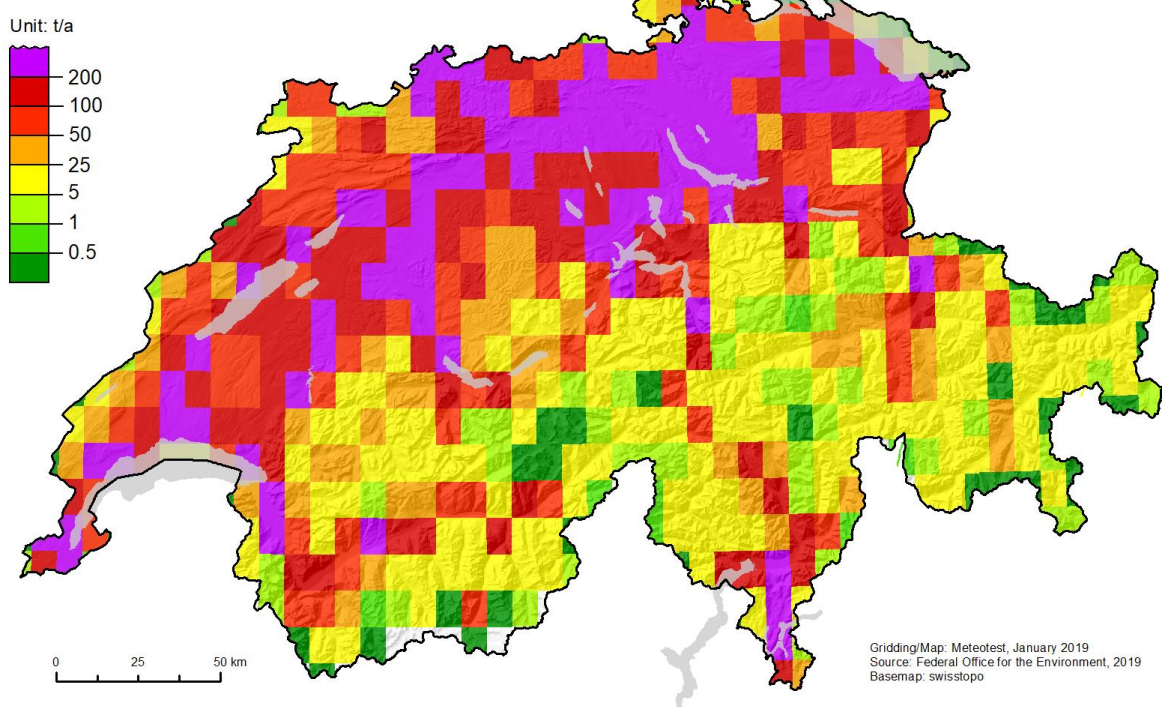 Unit: t/a
200
100
50
25
5
1
0.5
0 25 50 km
Gridding/Map: Meteotest, January 2019
Source: Federal Office for the Environment, 2019
Basemap: swisstopo